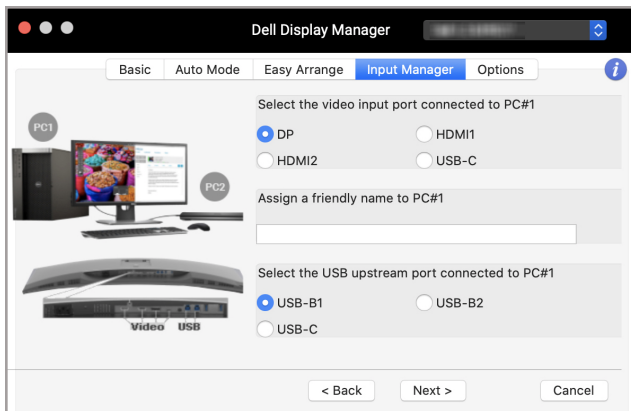 Dell Display Manager
Basic Auto Mode Easy Arrange Input Manager Options i
Select the video input port connected to PC#1
PC1
DP HDMI1
HDMI2 USB-C
PC2
Assign a friendly name to PC#1
Select the USB upstream port connected to PC#1
USB-B1 USB-B2
Video USB
USB-C
< Back Next > Cancel